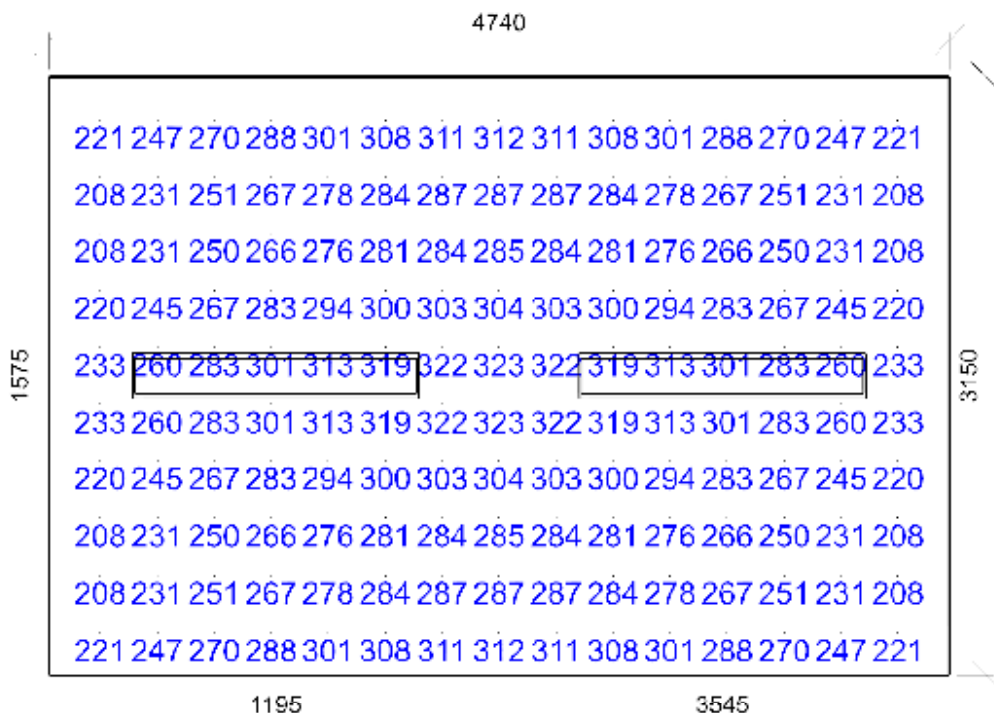 4740
221 247 270 288 301 308 311 312 311 308 301 288 270 247 221
208 231 251 267 278 284 287 287 287 284 278 267 251 231 208
208 231 250 266 276 281 284 285 284 281 276 266 250 231 208
220 245 267 283 294 300 303 304 303 300 294 283 267 245 220
233 260 283 301 313 319 322 323 322 319 313 301 283 260 233
1575
3150
233 260 283 301 313 319 322 323 322 319 313 301 283 260 233
220 245 267 283 294 300 303 304 303 300 294 283 267 245 220
208 231 250 266 276 281 284 285 284 281 276 266 250 231 208
208 231 251 267 278 284 287 287 287 284 278 267 251 231 208
221 247 270 288 301 308 311 312 311 308 301 288 270 247 221
1195 3545